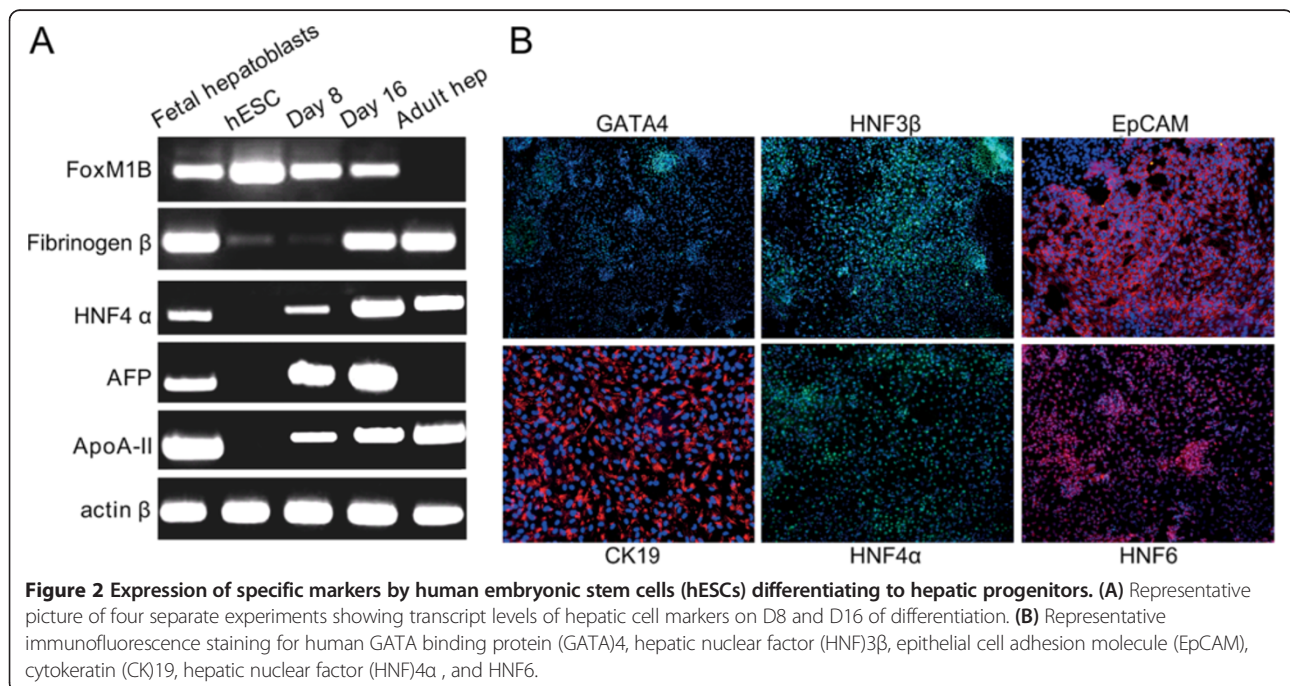 A
B
Fetal hepatoblasts
hESC
Day 8
Day 16
Adult hep
FoxM1B
Fibrinogen β
HNF4 α
AFP
ApoA-II
actin β
GATA4
HNF3β
EpCAM
CK19
HNF4α
HNF6
Figure 2 Expression of specific markers by human embryonic stem cells (hESCs) differentiating to hepatic progenitors. (A) Representative
picture of four separate experiments showing transcript levels of hepatic cell markers on D8 and D16 of differentiation. (B) Representative
immunofluorescence staining for human GATA binding protein (GATA)4, hepatic nuclear factor (HNF)3β, epithelial cell adhesion molecule (EpCAM),
cytokeratin (CK)19, hepatic nuclear factor (HNF)4α , and HNF6.